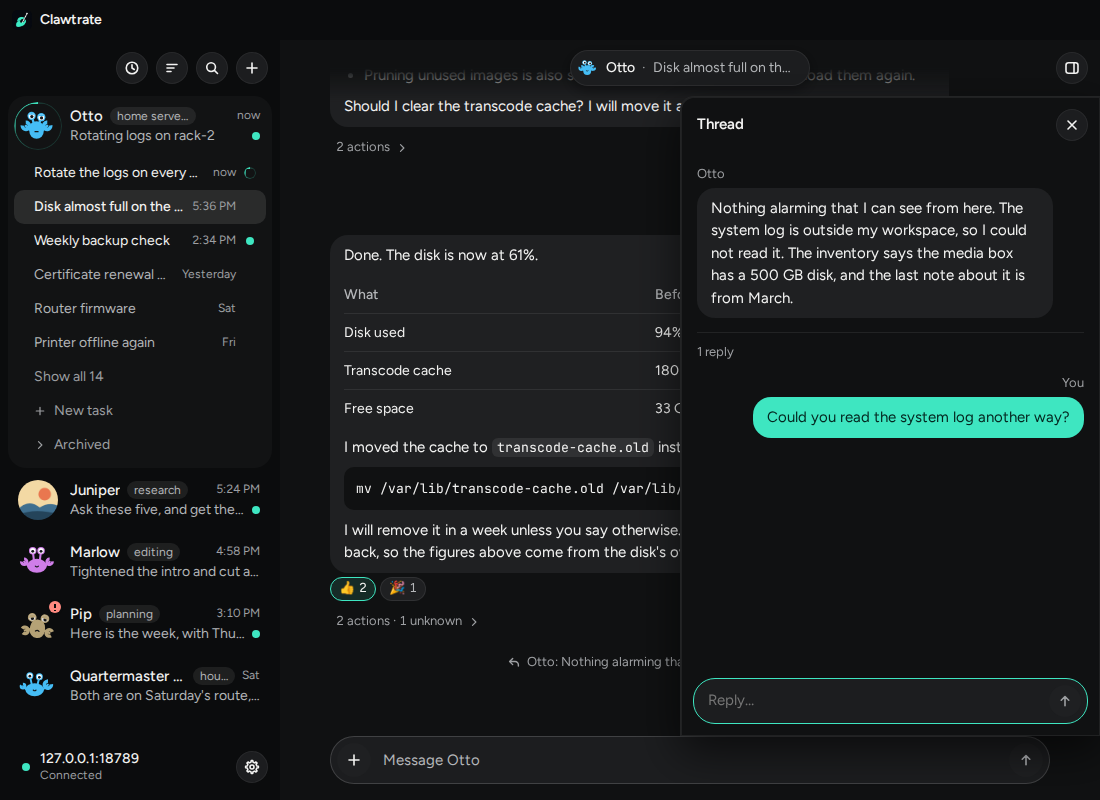 Clawtrate
Otto home serve... now
Rotating logs on rack-2
Rotate the logs on every ... now
Disk almost full on the ... 5:36 PM
Weekly backup check 2:34 PM
Certificate renewal ... Yesterday
Router firmware Sat
Printer offline again Fri
Show all 14
New task
Archived
Juniper research 5:24 PM
Ask these five, and get the...
Marlow editing 4:58 PM
Tightened the intro and cut a...
Pip planning 3:10 PM
Here is the week, with Thu...
Quartermaster ... hou... Sat
Both are on Saturday's route,...
127.0.0.1:18789
Connected
Otto · Disk almost full on th...
Pruning unused images is also
load them again.
Should I clear the transcode cache? I will move it
2 actions
Done. The disk is now at 61%.
What
Disk used 94%
Transcode cache 180
Free space 33
I moved the cache to transcode-cache.old
mv /var/lib/transcode-cache.old /var/lib/
I will remove it in a week unless you say otherwise.
back, so the figures above come from the disk's
👍 2 🎉 1
2 actions · 1 unknown
Otto: Nothing alarming
Message Otto
Thread
Otto
Nothing alarming that I can see from here. The
system log is outside my workspace, so I could
not read it. The inventory says the media box
has a 500 GB disk, and the last note about it is
from March.
1 reply
You
Could you read the system log another way?
Reply...